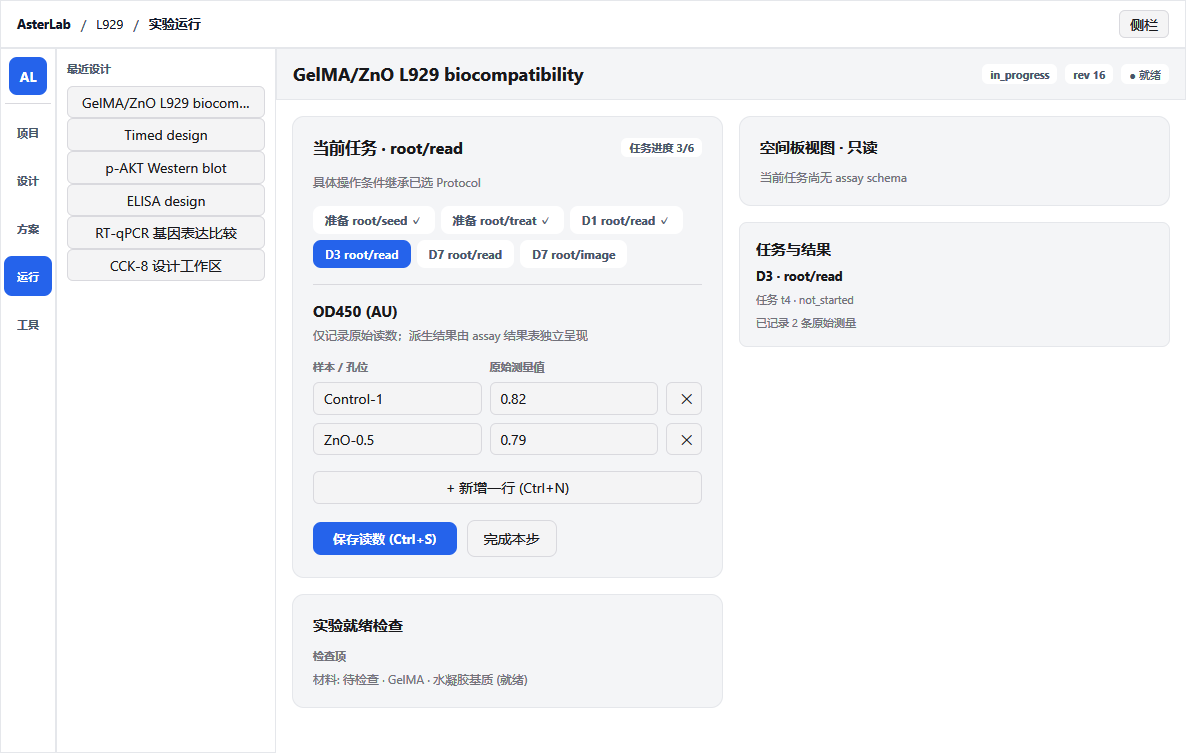 AsterLab / L929 / 实验运行
侧栏
AL
项目
设计
方案
运行
工具
最近设计
GelMA/ZnO L929 biocom...
Timed design
p-AKT Western blot
ELISA design
RT-qPCR 基因表达比较
CCK-8 设计工作区
GelMA/ZnO L929 biocompatibility
in_progress
rev 16
● 就绪
当前任务 · root/read
任务进度 3/6
具体操作条件继承已选 Protocol
准备 root/seed ✓
准备 root/treat ✓
D1 root/read ✓
D3 root/read
D7 root/read
D7 root/image
OD450 (AU)
仅记录原始读数；派生结果由 assay 结果表独立呈现
样本 / 孔位
原始测量值
Control-1
0.82
×
ZnO-0.5
0.79
×
+ 新增一行 (Ctrl+N)
保存读数 (Ctrl+S)
完成本步
实验就绪检查
检查项
材料: 待检查 · GelMA · 水凝胶基质 (就绪)
空间板视图 · 只读
当前任务尚无 assay schema
任务与结果
D3 · root/read
任务 t4 · not_started
已记录 2 条原始测量